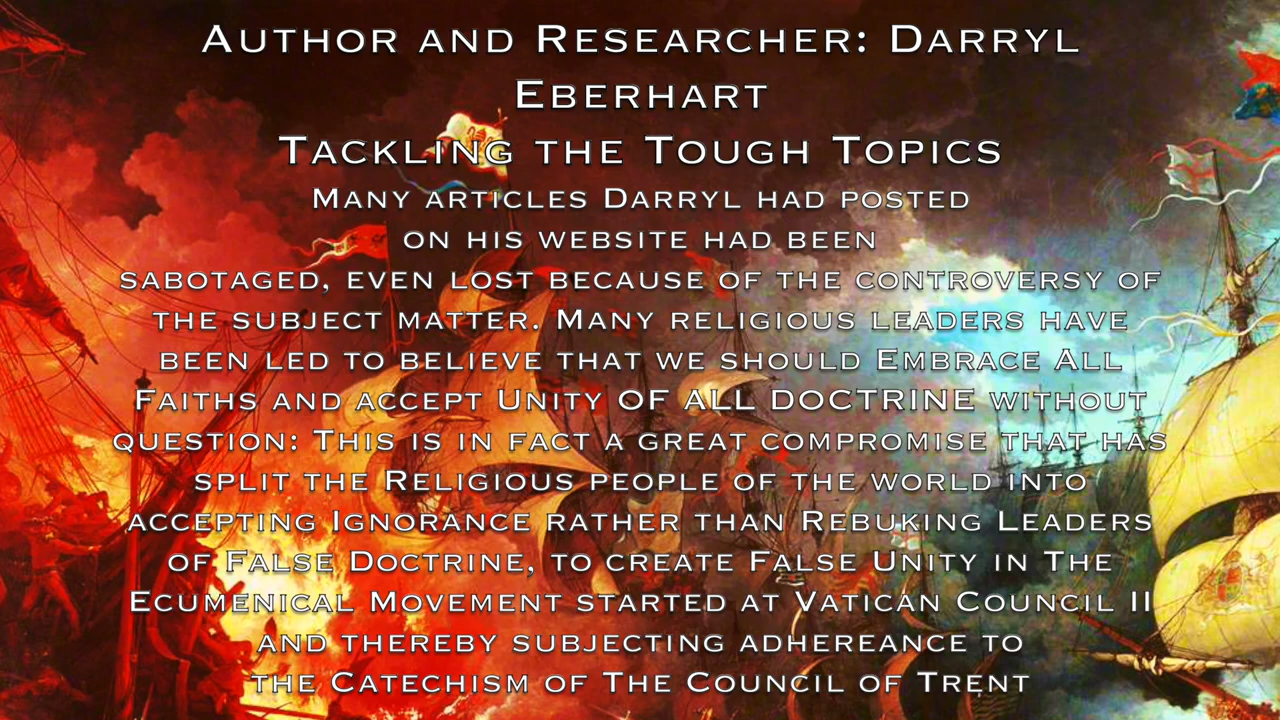 Author and Researcher: Darryl
Eberhart
Tackling the Tough Topics
Many articles Darryl had posted
on his website had been
sabotaged, even lost because of the controversy of
the subject matter. Many religious leaders have
been led to believe that we should Embrace All
Faiths and accept Unity OF ALL DOCTRINE without
question: This is in fact a great compromise that has
split the Religious people of the world into
accepting Ignorance rather than Rebuking Leaders
of False Doctrine, to create False Unity in The
Ecumenical Movement started at Vatican Council II
and thereby subjecting adhereance to
the Catechism of The Council of Trent